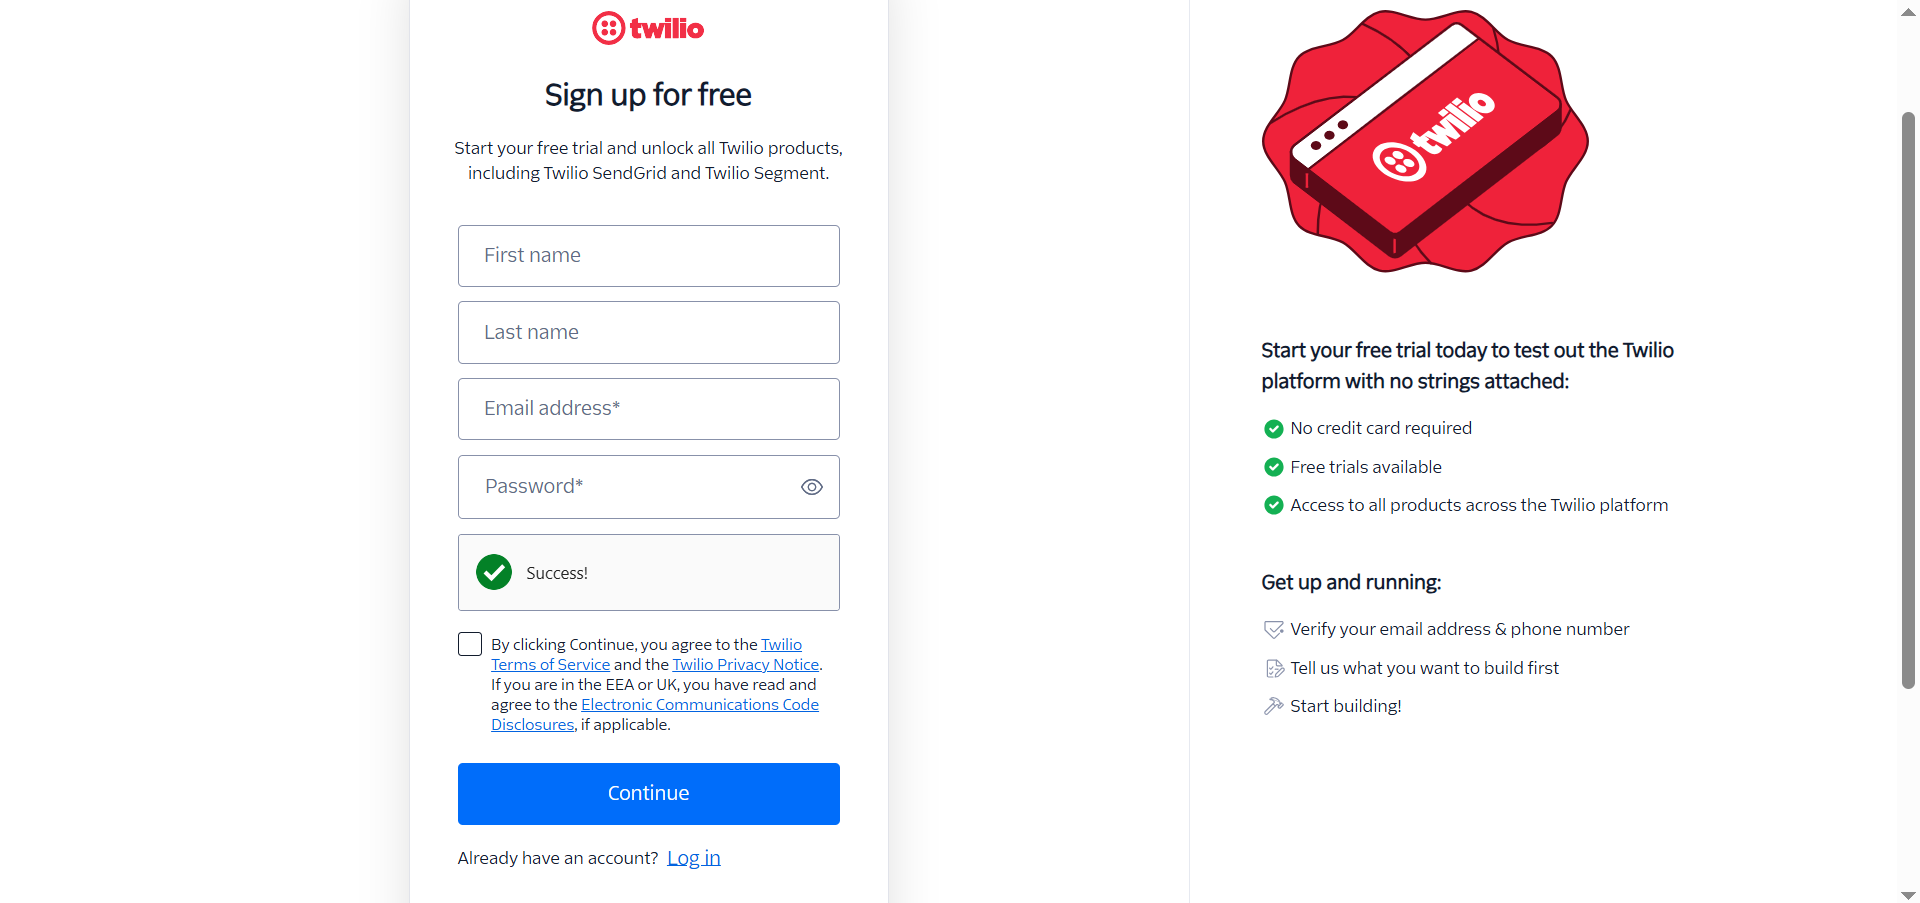 twilio
Sign up for free
Start your free trial and unlock all Twilio products,
including Twilio SendGrid and Twilio Segment.
First name
Last name
Email address*
Password*
Success!
By clicking Continue, you agree to the Twilio
Terms of Service and the Twilio Privacy Notice.
If you are in the EEA or UK, you have read and
agree to the Electronic Communications Code
Disclosures, if applicable.
Continue
Already have an account? Log in
twilio
Start your free trial today to test out the Twilio
platform with no strings attached:
No credit card required
Free trials available
Access to all products across the Twilio platform
Get up and running:
Verify your email address & phone number
Tell us what you want to build first
Start building!